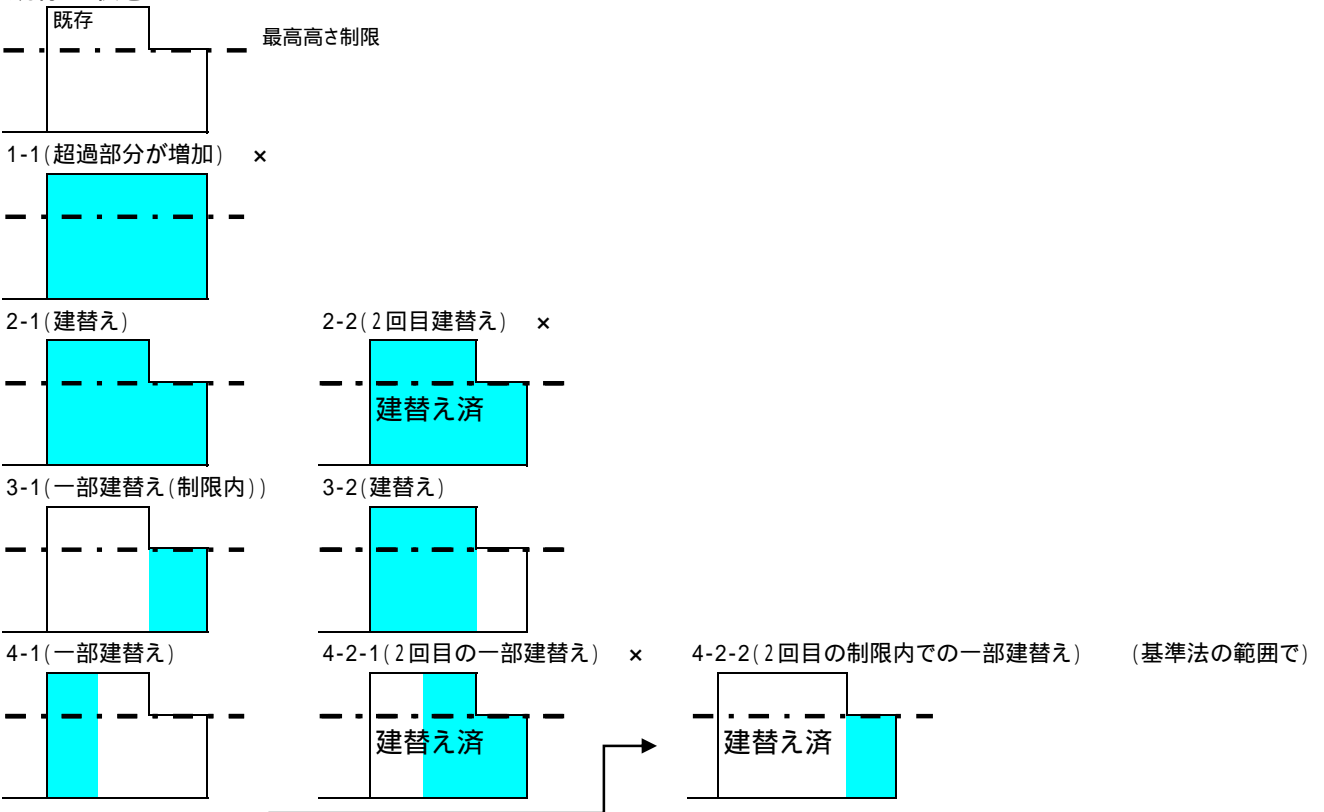 既存
最高高さ制限
1-1(超過部分が増加) ×
2-1(建替え) 2-2(2回目建替え) ×
建替え済
3-1(一部建替え(制限内)) 3-2(建替え)
4-1(一部建替え) 4-2-1(2回目の一部建替え) × 4-2-2(2回目の制限内での一部建替え) (基準法の範囲で)
建替え済 建替え済